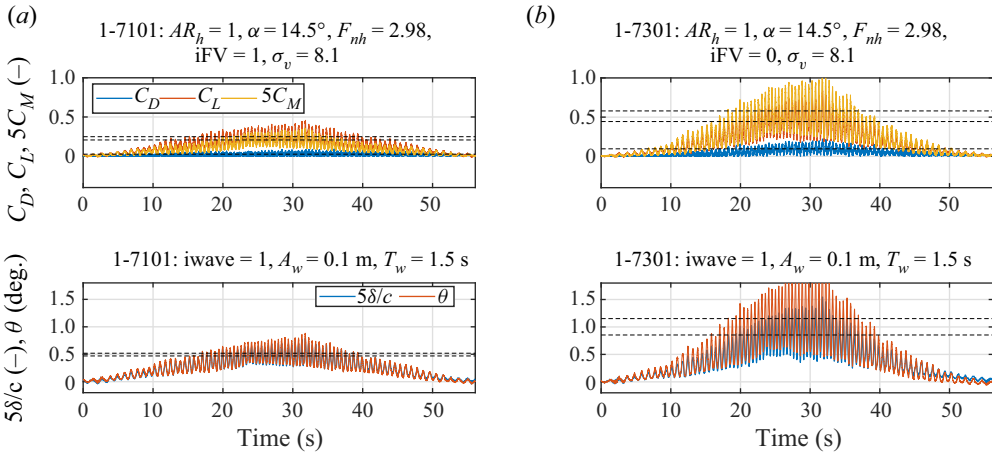 (a)
1-7101: AR_h = 1, α = 14.5°, F_nh = 2.98,
iFV = 1, σ_v = 8.1
C_D, C_L, 5C_M (–)
1.0
0.5
0
C_D C_L 5C_M
0 10 20 30 40 50
1-7101: iwave = 1, A_w = 0.1 m, T_w = 1.5 s
5δ/c (–), θ (deg.)
1.5
1.0
0.5
0
5δ/c θ
0 10 20 30 40 50
Time (s)
(b)
1-7301: AR_h = 1, α = 14.5°, F_nh = 2.98,
iFV = 0, σ_v = 8.1
1.0
0.5
0
0 10 20 30 40 50
1-7301: iwave = 1, A_w = 0.1 m, T_w = 1.5 s
1.5
1.0
0.5
0
0 10 20 30 40 50
Time (s)